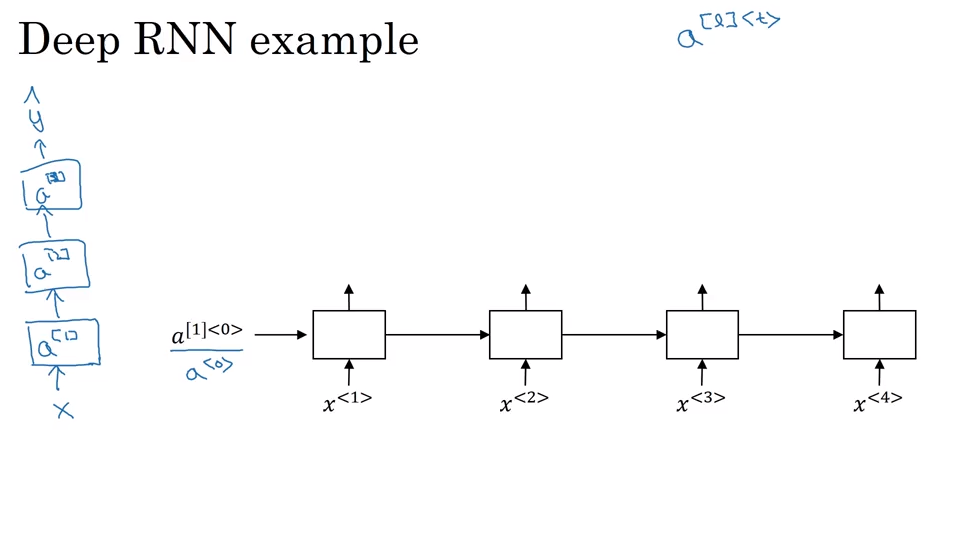 Deep RNN example
a^{[l]<t>}
ŷ
a^{[3]}
a^{[2]}
a^{[1]}
x
a^{[1]<0>}
a^{<0>}
x^{<1>} x^{<2>} x^{<3>} x^{<4>}